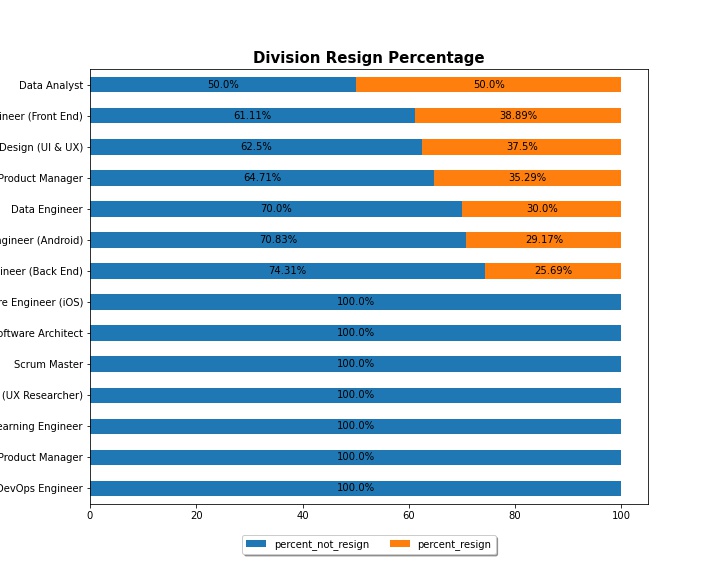 Division Resign Percentage
Data Analyst 50.0% 50.0%
ineer (Front End) 61.11% 38.89%
Design (UI & UX) 62.5% 37.5%
Product Manager 64.71% 35.29%
Data Engineer 70.0% 30.0%
gineer (Android) 70.83% 29.17%
ineer (Back End) 74.31% 25.69%
re Engineer (iOS) 100.0%
oftware Architect 100.0%
Scrum Master 100.0%
(UX Researcher) 100.0%
earning Engineer 100.0%
Product Manager 100.0%
DevOps Engineer 100.0%
0 20 40 60 80 100
percent_not_resign percent_resign